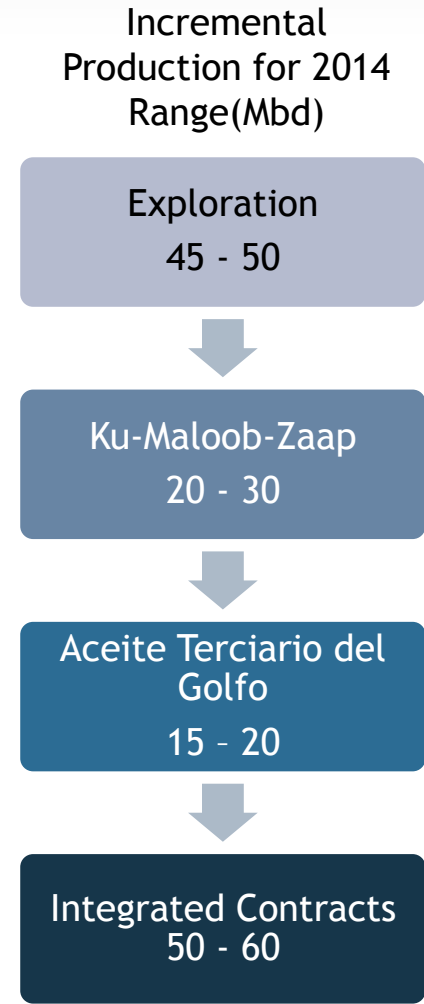 Incremental
Production for 2014
Range(Mbd)
Exploration
45 - 50
Ku-Maloob-Zaap
20 - 30
Aceite Terciario del
Golfo
15 – 20
Integrated Contracts
50 - 60